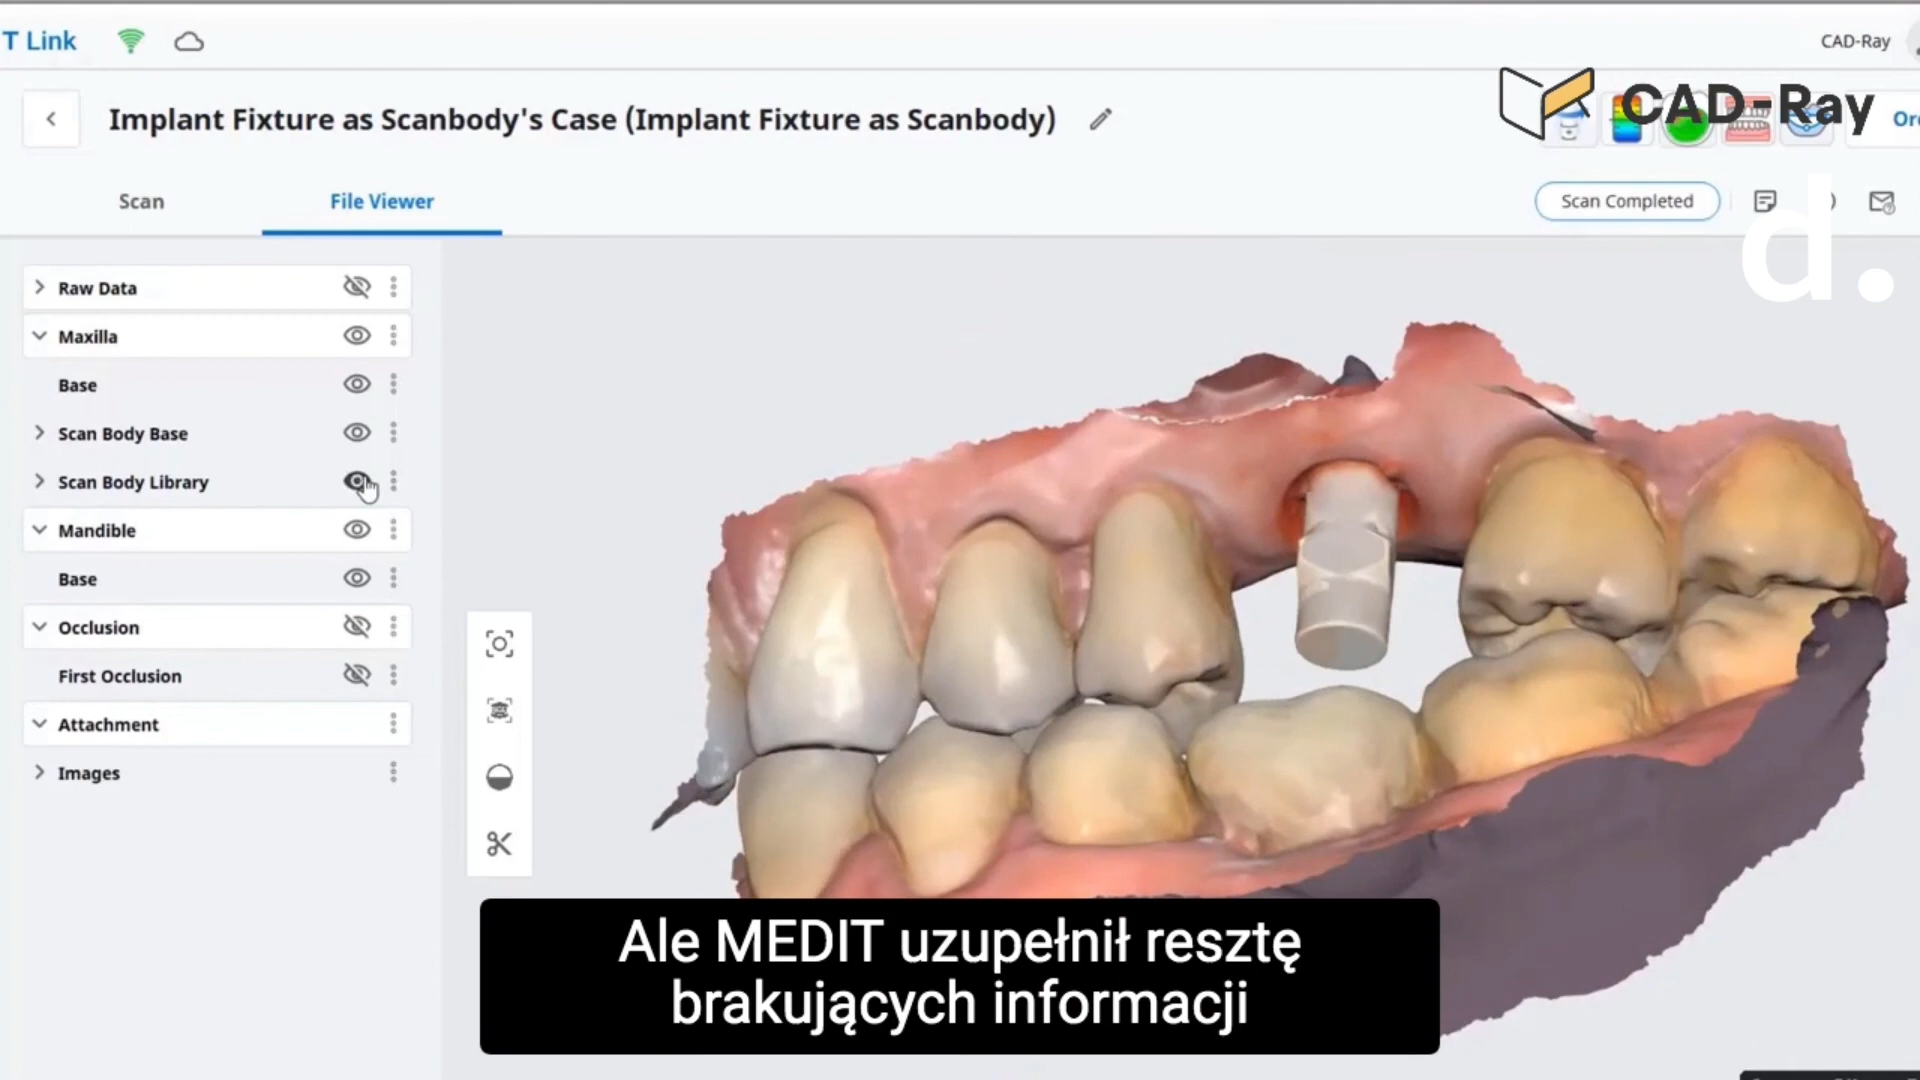 T Link
CAD-Ray
Implant Fixture as Scanbody's Case (Implant Fixture as Scanbody)
CAD-Ray
Scan
File Viewer
Scan Completed
d.
Raw Data
Maxilla
Base
Scan Body Base
Scan Body Library
Mandible
Base
Occlusion
First Occlusion
Attachment
Images
Ale MEDIT uzupełnił resztę
brakujących informacji